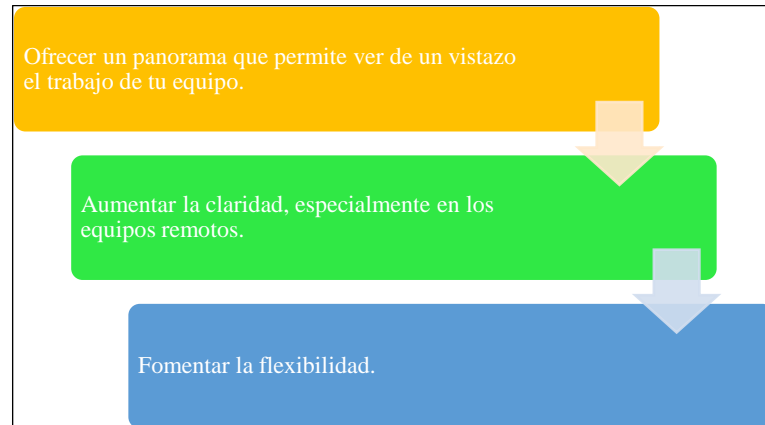 Ofrecer un panorama que permite ver de un vistazo
el trabajo de tu equipo.
Aumentar la claridad, especialmente en los
equipos remotos.
Fomentar la flexibilidad.